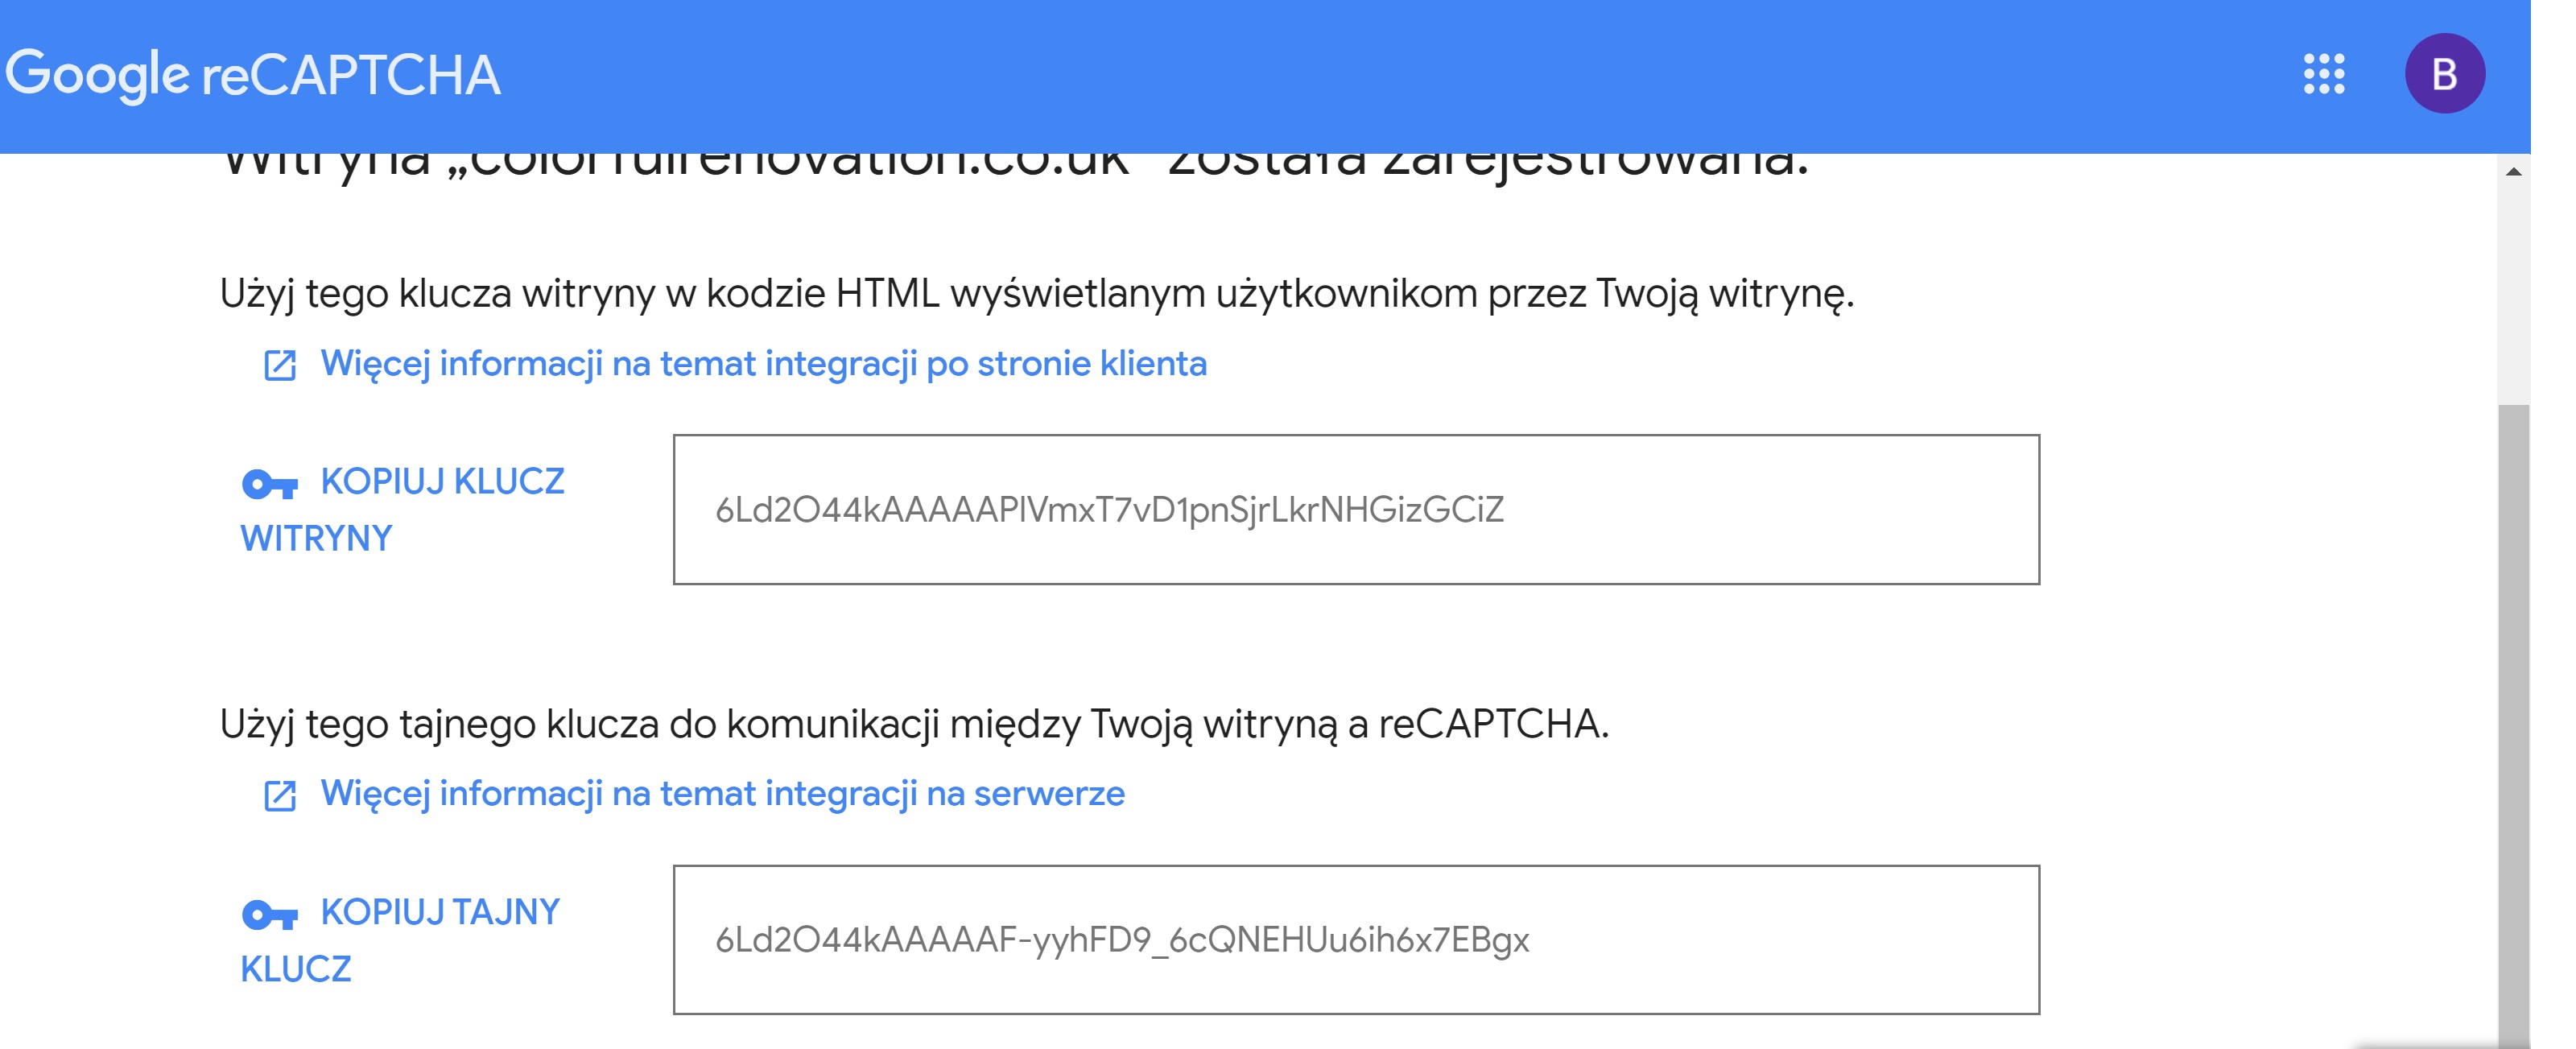 Google reCAPTCHA
B
Witryna „colorfulrenovation.co.uk” została zarejestrowana.
Użyj tego klucza witryny w kodzie HTML wyświetlanym użytkownikom przez Twoją witrynę.
Więcej informacji na temat integracji po stronie klienta
KOPIUJ KLUCZ
WITRYNY
6Ld2O44kAAAAAPlVmxT7vD1pnSjrLkrNHGizGCiZ
Użyj tego tajnego klucza do komunikacji między Twoją witryną a reCAPTCHA.
Więcej informacji na temat integracji na serwerze
KOPIUJ TAJNY
KLUCZ
6Ld2O44kAAAAAF-yyhFD9_6cQNEHUu6ih6x7EBgx